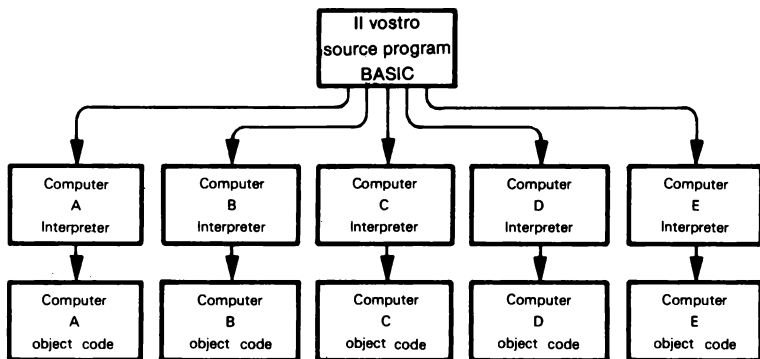 Il vostro
source program
BASIC
Computer
A
Interpreter
Computer
B
Interpreter
Computer
C
Interpreter
Computer
D
Interpreter
Computer
E
Interpreter
Computer
A
object code
Computer
B
object code
Computer
C
object code
Computer
D
object code
Computer
E
object code